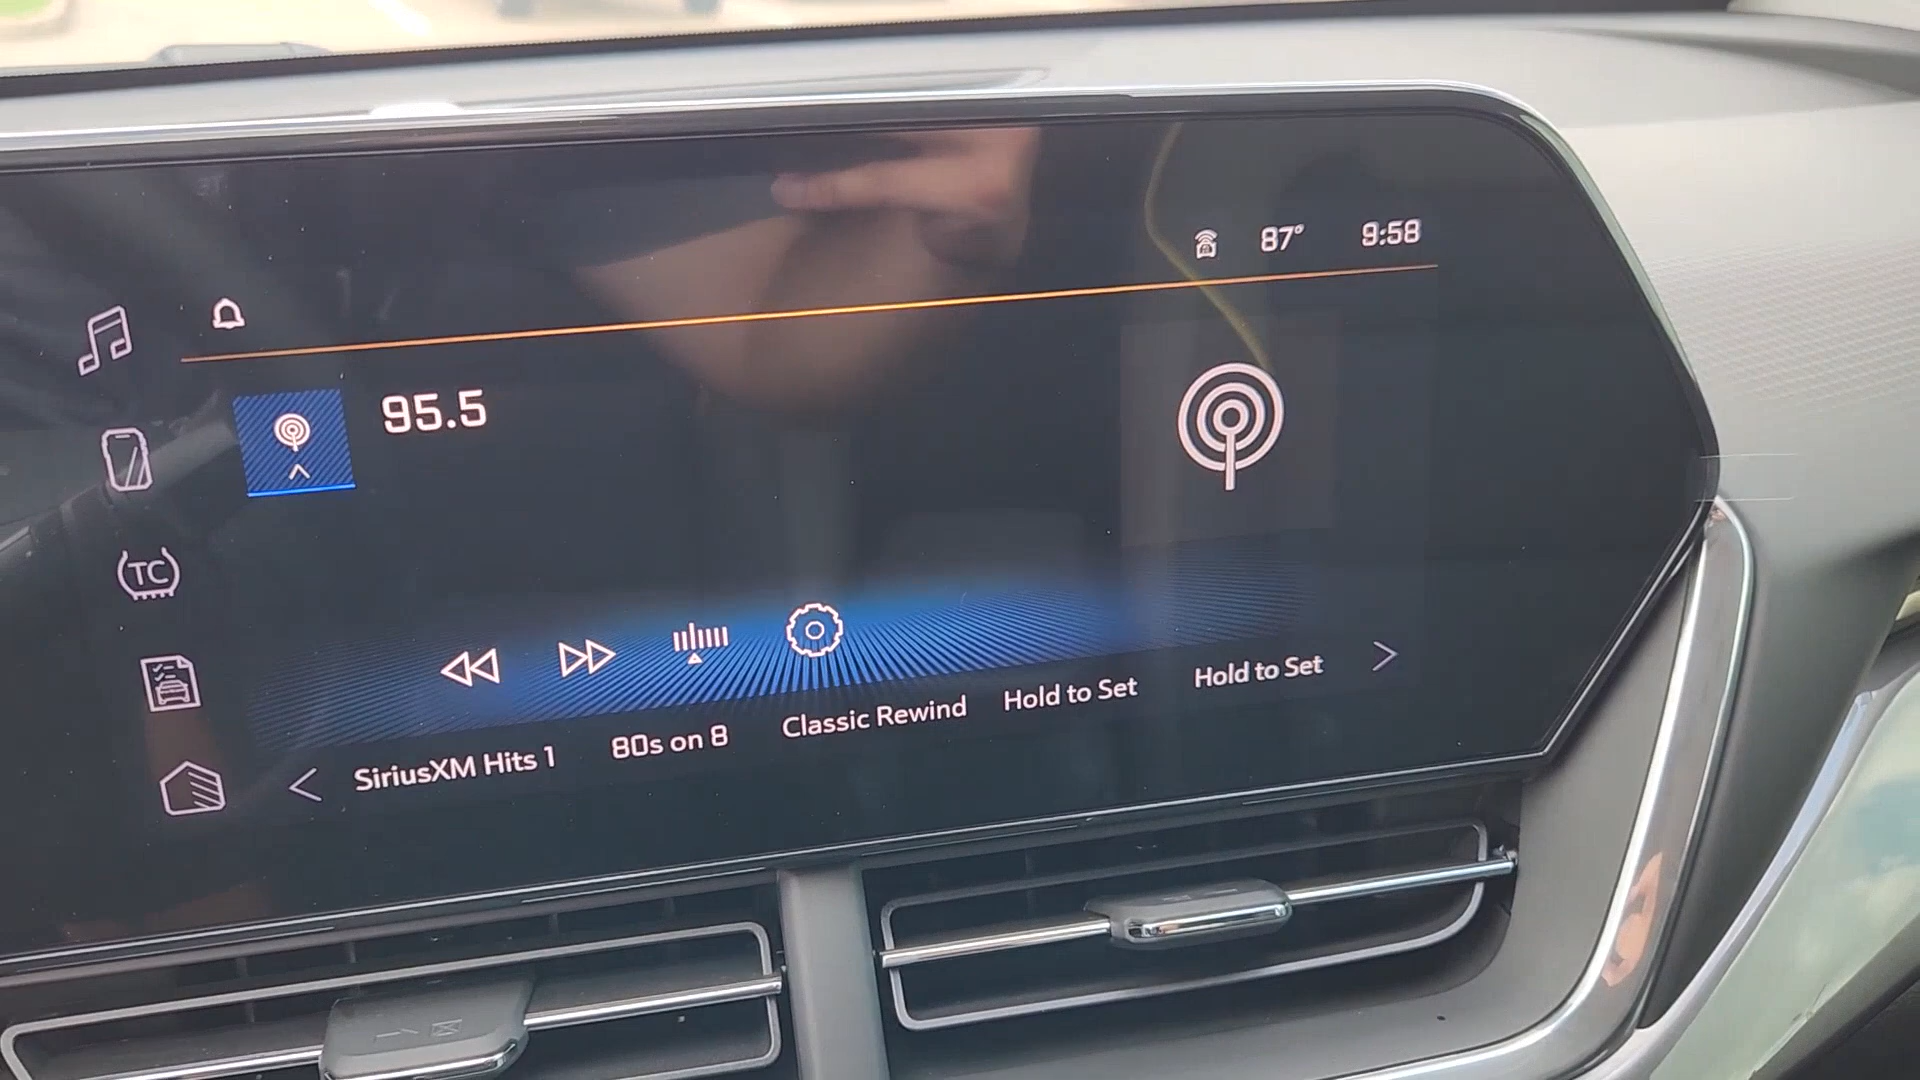 87° 9:58
95.5
TC
SiriusXM Hits 1
80s on 8
Classic Rewind
Hold to Set
Hold to Set